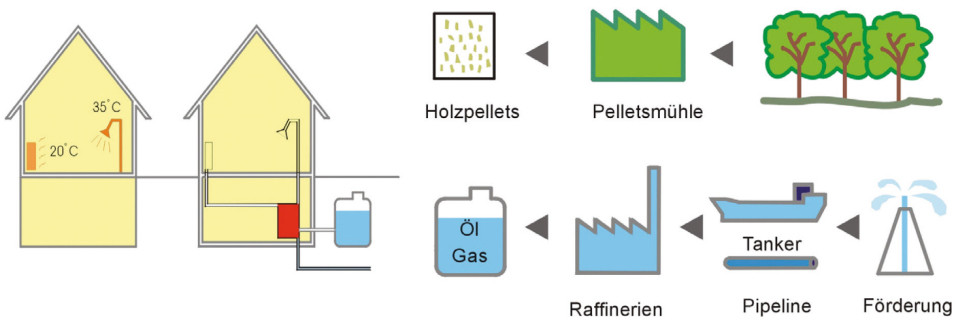 35°C
20°C
Holzpellets
Pelletsmühle
Öl
Gas
Tanker
Raffinerien
Pipeline
Förderung